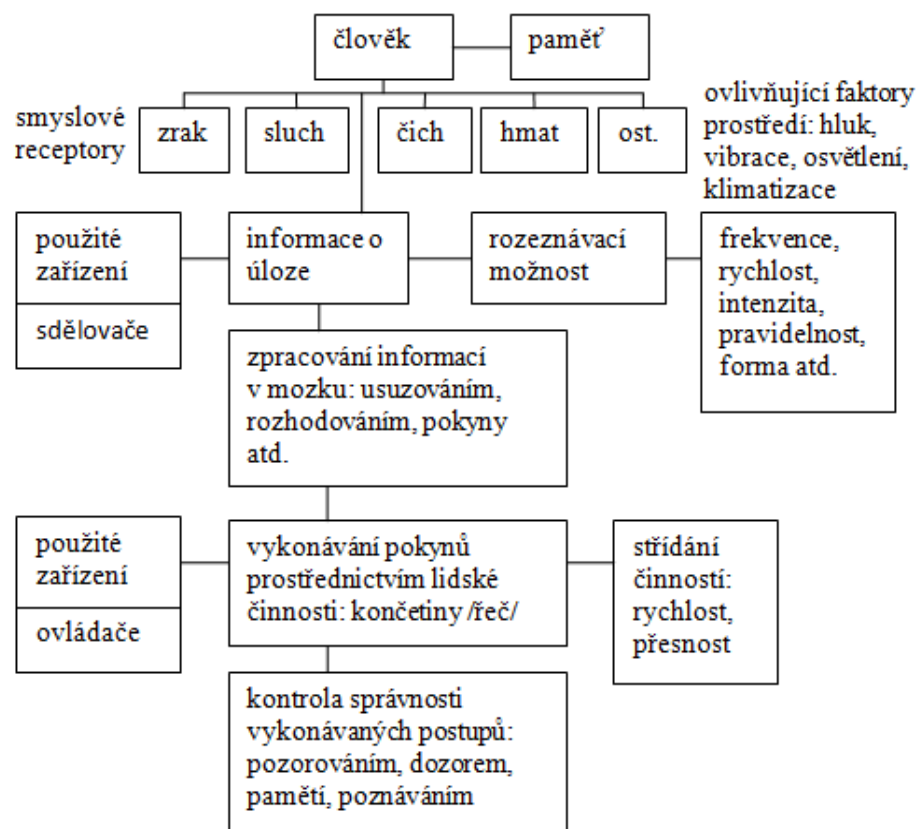 člověk
paměť
smyslové
receptory
zrak
sluch
čich
hmat
ost.
ovlivňující faktory
prostředí: hluk,
vibrace, osvětlení,
klimatizace
použité
zařízení
sdělovače
informace o
úloze
rozeznávací
možnost
frekvence,
rychlost,
intenzita,
pravidelnost,
forma atd.
zpracování informací
v mozku: usuzováním,
rozhodováním, pokyny
atd.
použité
zařízení
ovládače
vykonávání pokynů
prostřednictvím lidské
činnosti: končetiny /řeč/
střídání
činností:
rychlost,
přesnost
kontrola správnosti
vykonávaných postupů:
pozorováním, dozorem,
pamětí, poznáváním